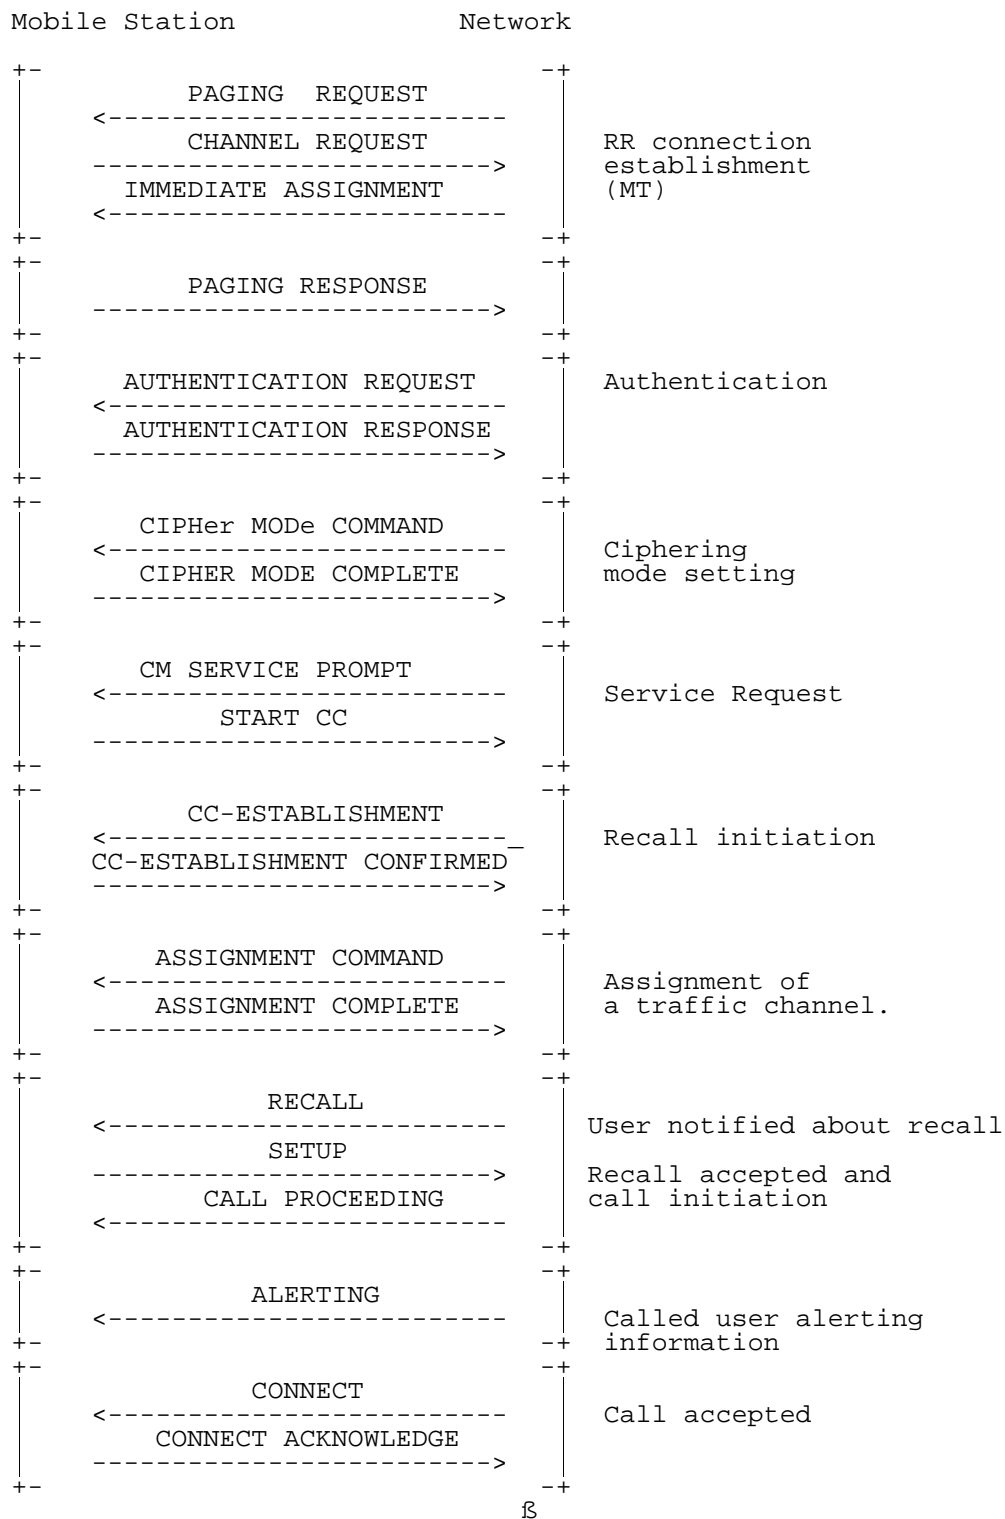 Mobile Station Network
+- -+
PAGING REQUEST
<-------------------------
CHANNEL REQUEST RR connection
-------------------------> establishment
IMMEDIATE ASSIGNMENT (MT)
<-------------------------
+- -+
+- -+
PAGING RESPONSE
------------------------->
+- -+
+- -+
AUTHENTICATION REQUEST Authentication
<-------------------------
AUTHENTICATION RESPONSE
------------------------->
+- -+
+- -+
CIPHer MODe COMMAND
<------------------------- Ciphering
CIPHER MODE COMPLETE mode setting
------------------------->
+- -+
+- -+
CM SERVICE PROMPT
<------------------------- Service Request
START CC
------------------------->
+- -+
+- -+
CC-ESTABLISHMENT
<-------------------------_ Recall initiation
CC-ESTABLISHMENT CONFIRMED
------------------------->
+- -+
+- -+
ASSIGNMENT COMMAND
<------------------------- Assignment of
ASSIGNMENT COMPLETE a traffic channel.
------------------------->
+- -+
+- -+
RECALL
<------------------------- User notified about recall
SETUP
-------------------------> Recall accepted and
CALL PROCEEDING call initiation
<-------------------------
+- -+
+- -+
ALERTING
<------------------------- Called user alerting
+- -+ information
+- -+
CONNECT
<------------------------- Call accepted
CONNECT ACKNOWLEDGE
------------------------->
+- -+
ß